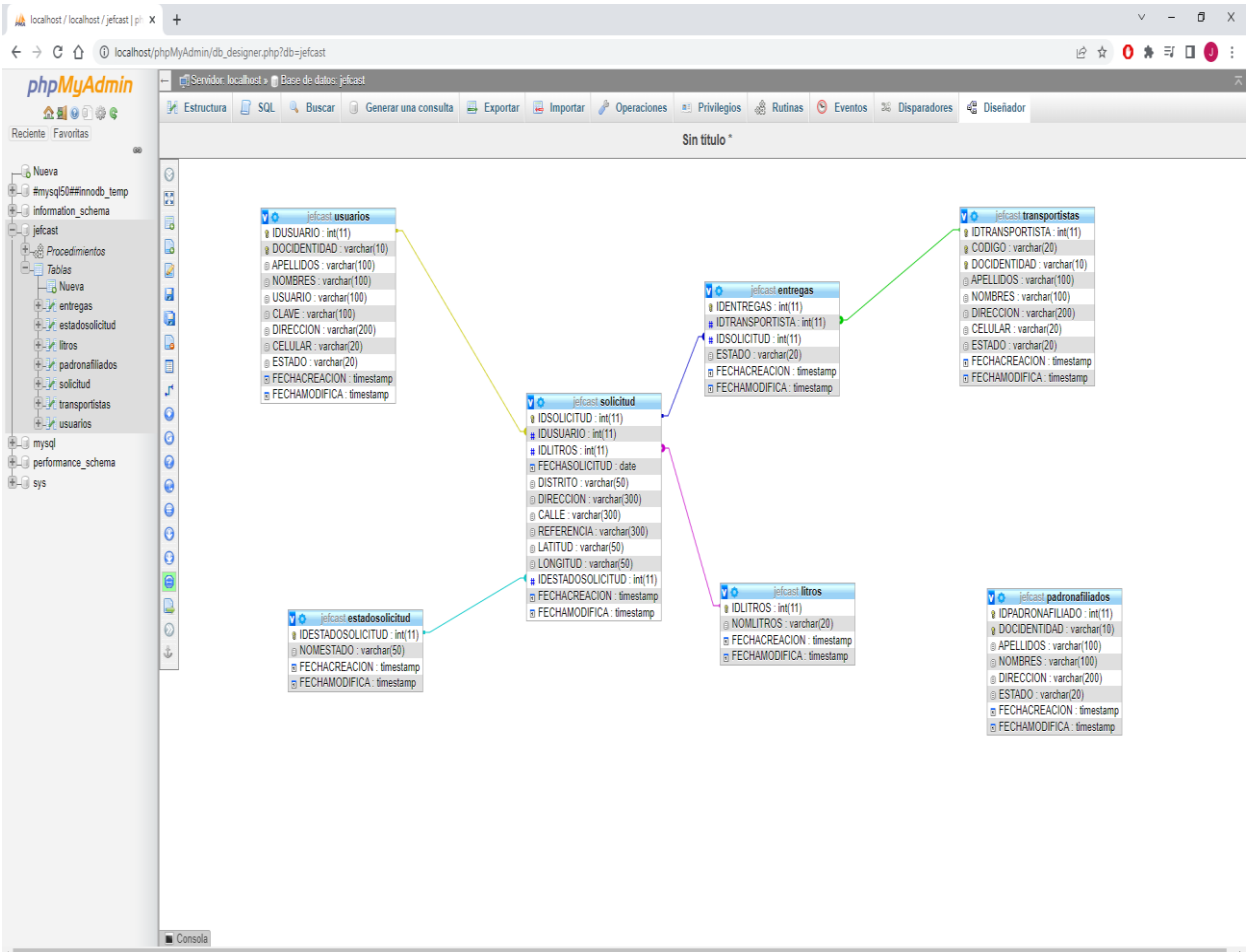 localhost / localhost / jefcast | ph
localhost/phpMyAdmin/db_designer.php?db=jefcast
J
phpMyAdmin
Reciente Favoritas
Nueva
#mysql50##innodb_temp
information_schema
jefcast
Procedimientos
Tablas
Nueva
entregas
estadosolicitud
litros
padronafiliados
solicitud
transportistas
usuarios
mysql
performance_schema
sys
Servidor: localhost » Base de datos: jefcast
Estructura SQL Buscar Generar una consulta Exportar Importar Operaciones Privilegios Rutinas Eventos Disparadores Diseñador
Sin título *
jefcast usuarios
IDUSUARIO : int(11)
DOCIDENTIDAD : varchar(10)
APELLIDOS : varchar(100)
NOMBRES : varchar(100)
USUARIO : varchar(100)
CLAVE : varchar(100)
DIRECCION : varchar(200)
CELULAR : varchar(20)
ESTADO : varchar(20)
FECHACREACION : timestamp
FECHAMODIFICA : timestamp
jefcast transportistas
IDTRANSPORTISTA : int(11)
CODIGO : varchar(20)
DOCIDENTIDAD : varchar(10)
APELLIDOS : varchar(100)
NOMBRES : varchar(100)
DIRECCION : varchar(200)
CELULAR : varchar(20)
ESTADO : varchar(20)
FECHACREACION : timestamp
FECHAMODIFICA : timestamp
jefcast entregas
IDENTREGAS : int(11)
IDTRANSPORTISTA : int(11)
IDSOLICITUD : int(11)
ESTADO : varchar(20)
FECHACREACION : timestamp
FECHAMODIFICA : timestamp
jefcast solicitud
IDSOLICITUD : int(11)
IDUSUARIO : int(11)
IDLITROS : int(11)
FECHASOLICITUD : date
DISTRITO : varchar(50)
DIRECCION : varchar(300)
CALLE : varchar(300)
REFERENCIA : varchar(300)
LATITUD : varchar(50)
LONGITUD : varchar(50)
IDESTADOSOLICITUD : int(11)
FECHACREACION : timestamp
FECHAMODIFICA : timestamp
jefcast estadosolicitud
IDESTADOSOLICITUD : int(11)
NOMESTADO : varchar(50)
FECHACREACION : timestamp
FECHAMODIFICA : timestamp
jefcast litros
IDLITROS : int(11)
NOMLITROS : varchar(20)
FECHACREACION : timestamp
FECHAMODIFICA : timestamp
jefcast padronafiliados
IDPADRONAFILIADO : int(11)
DOCIDENTIDAD : varchar(10)
APELLIDOS : varchar(100)
NOMBRES : varchar(100)
DIRECCION : varchar(200)
ESTADO : varchar(20)
FECHACREACION : timestamp
FECHAMODIFICA : timestamp
Consola